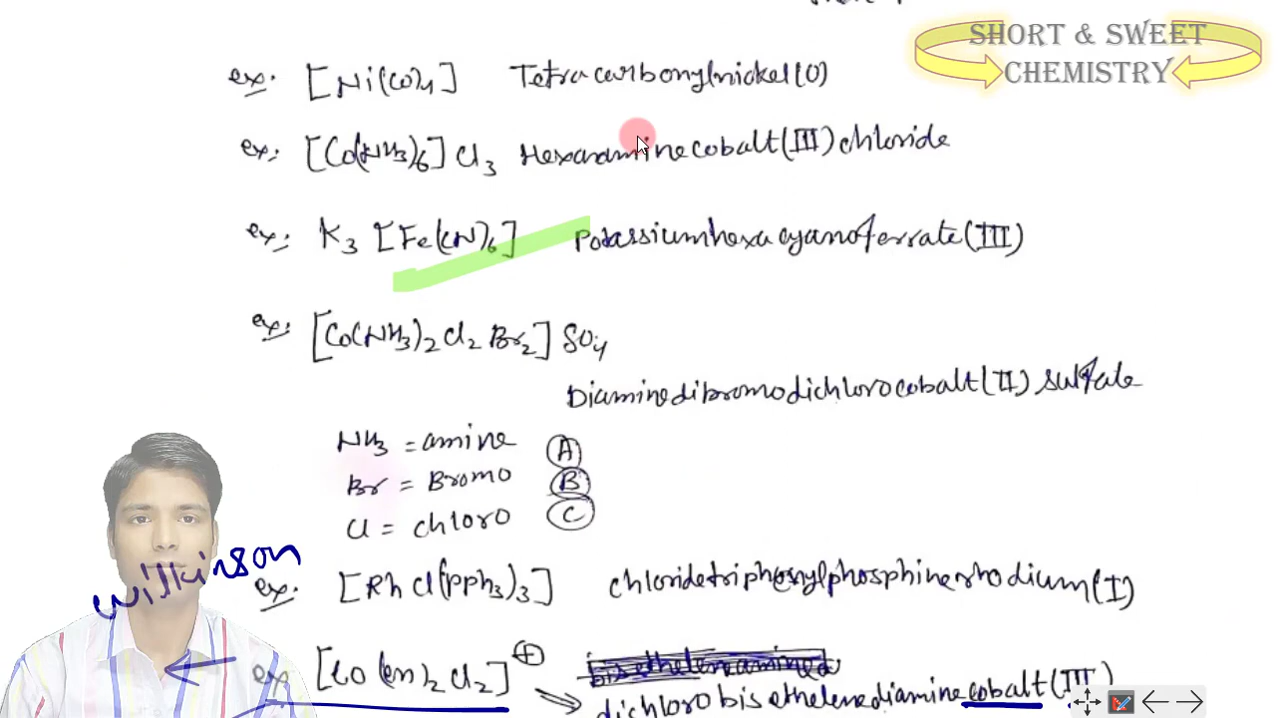 SHORT & SWEET
CHEMISTRY
ex: [Ni(CO)4] Tetracarbonylnickel(0)
ex: [Co(NH3)6]Cl3 Hexaaminecobalt(III)chloride
ex: K3[Fe(CN)6] Potassiumhexacyanoferrate(III)
ex: [Co(NH3)2Cl2Br2]SO4
Diaminedibromodichlorocobalt(II)sulfate
NH3 = amine A
Br = Bromo B
Cl = chloro C
Wilkinson
ex: [RhCl(PPh3)3] chloridetriphenylphosphinerhodium(I)
ex [Co(en)2Cl2]+
dichlorobisethelenediaminecobalt(III)